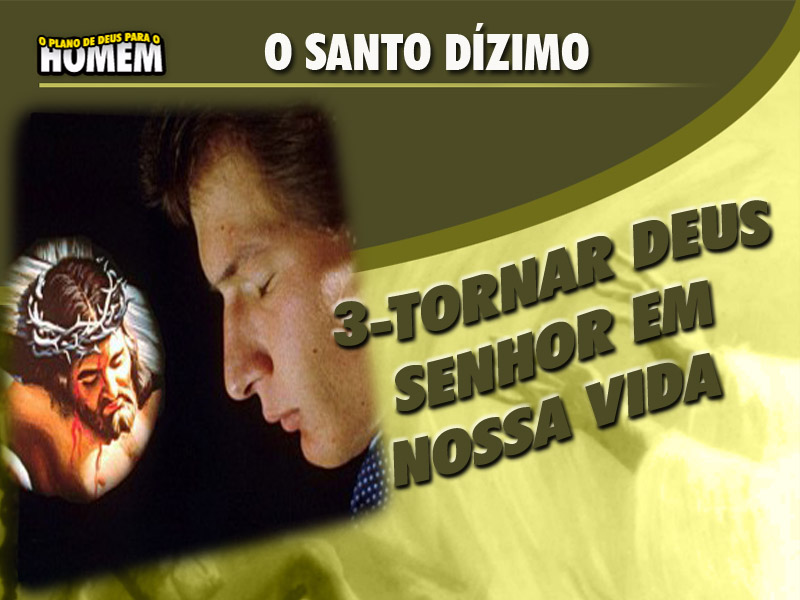 O PLANO DE DEUS PARA O
HOMEM
O SANTO DÍZIMO
3-TORNAR DEUS
SENHOR EM
NOSSA VIDA